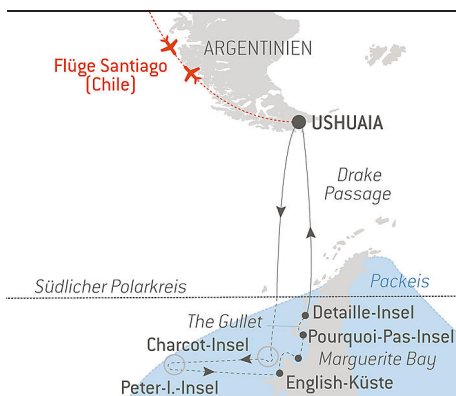 ARGENTINIEN
Flüge Santiago
(Chile)
USHUAIA
Drake
Passage
Südlicher Polarkreis
Packeis
The Gullet
Detaille-Insel
Pourquoi-Pas-Insel
Charcot-Insel
Marguerite Bay
Peter-I.-Insel
English-Küste